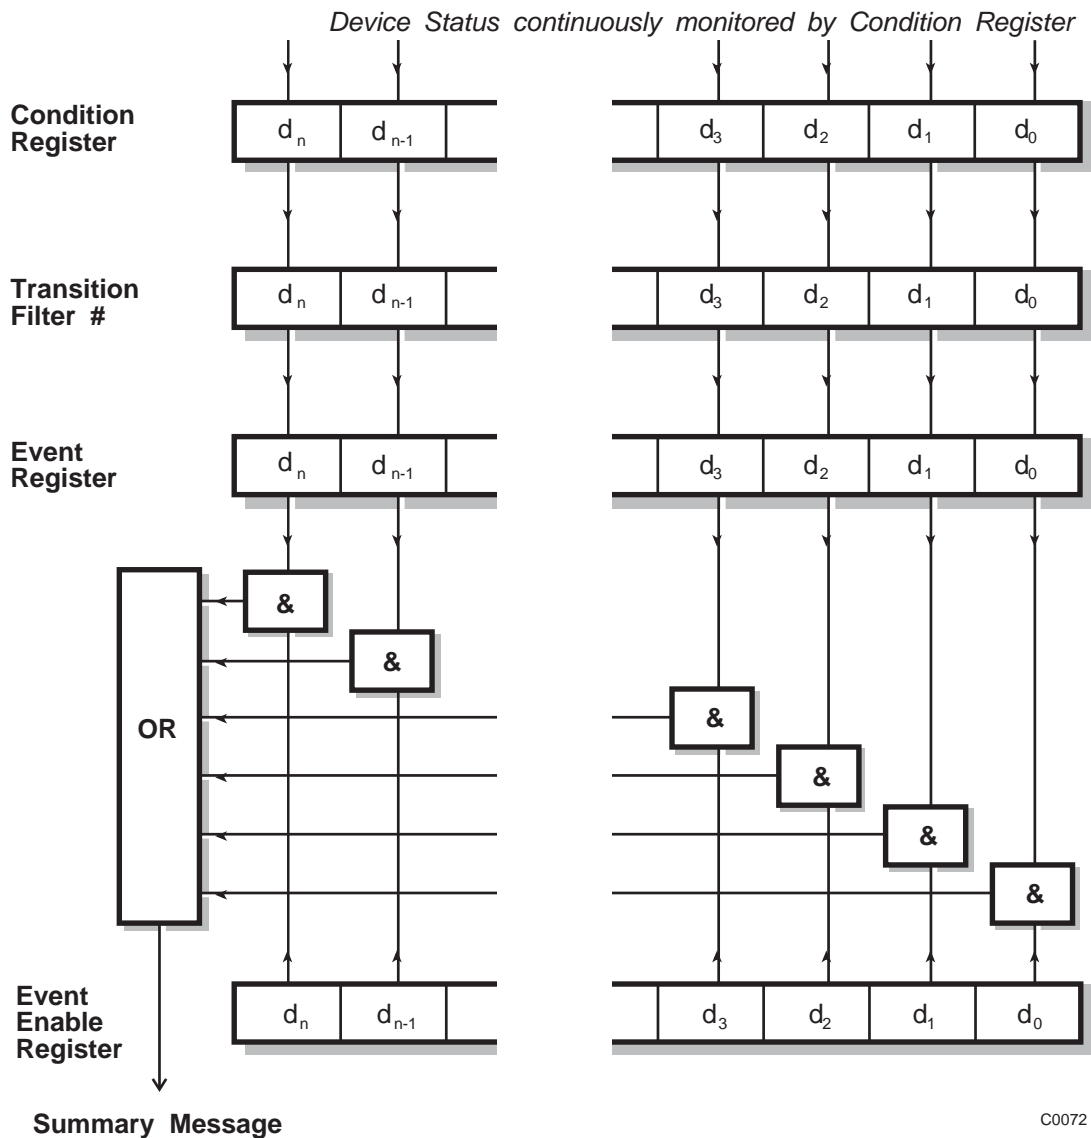 Device Status continuously monitored by Condition Register
Condition
Register
d n d n-1 d3 d2 d1 d0
Transition
Filter #
d n d n-1 d3 d2 d1 d0
Event
Register
d n d n-1 d3 d2 d1 d0
&
&
&
OR
&
&
&
Event
Enable
Register
dn dn-1 d3 d2 d1 d0
Summary Message
C0072